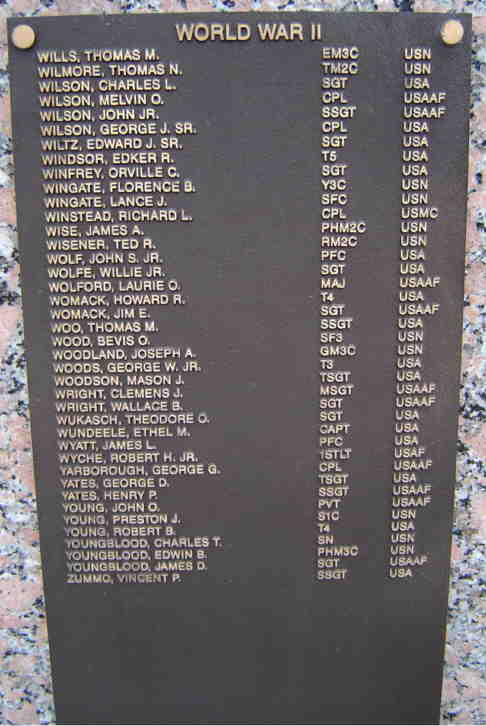 WORLD WAR II
WILLS, THOMAS M. EM3C USN
WILMORE, THOMAS N. TM2C USN
WILSON, CHARLES L. SGT USA
WILSON, MELVIN O. CPL USAAF
WILSON, JOHN JR. SSGT USAAF
WILSON, GEORGE J. SR. CPL USA
WILTZ, EDWARD J. SR. SGT USA
WINDSOR, EDKER R. T5 USA
WINFREY, ORVILLE C. SGT USA
WINGATE, FLORENCE B. Y3C USN
WINGATE, LANCE J. SFC USN
WINSTEAD, RICHARD L. CPL USMC
WISE, JAMES A. PHM2C USN
WISENER, TED R. RM2C USN
WOLF, JOHN S. JR. PFC USA
WOLFE, WILLIE JR. SGT USA
WOLFORD, LAURIE O. MAJ USAAF
WOMACK, HOWARD R. T4 USA
WOMACK, JIM E. SGT USAAF
WOO, THOMAS M. SSGT USA
WOOD, BEVIS O. SF3 USN
WOODLAND, JOSEPH A. GM3C USN
WOODS, GEORGE W. JR. T3 USA
WOODSON, MASON J. TSGT USA
WRIGHT, CLEMENS J. MSGT USAAF
WRIGHT, WALLACE B. SGT USAAF
WUKASCH, THEODORE O. SGT USA
WUNDEELE, ETHEL M. CAPT USA
WYATT, JAMES L. PFC USA
WYCHE, ROBERT H. JR. 1STLT USAF
YARBOROUGH, GEORGE G. CPL USAAF
YATES, GEORGE D. TSGT USA
YATES, HENRY P. SSGT USAAF
YOUNG, JOHN O. PVT USAAF
YOUNG, PRESTON J. S1C USN
YOUNG, ROBERT B. T4 USA
YOUNGBLOOD, CHARLES T. SN USN
YOUNGBLOOD, EDWIN B. PHM3C USN
YOUNGBLOOD, JAMES D. SGT USAAF
ZUMMO, VINCENT P. SSGT USA